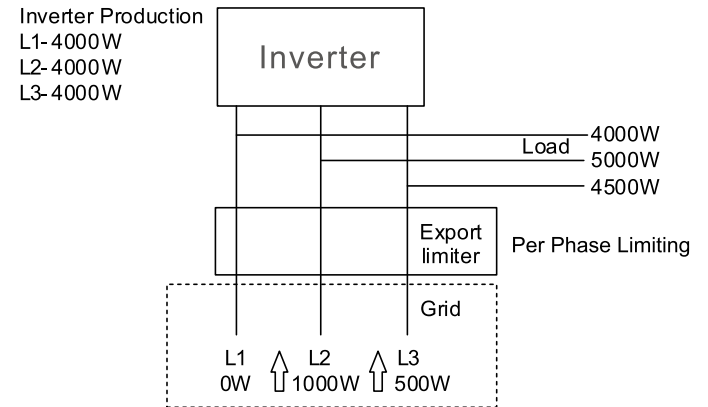 Inverter Production
L1- 4000W
L2- 4000W
L3- 4000W
Inverter
4000W
Load
5000W
4500W
Export
limiter
Per Phase Limiting
Grid
L1 L2 L3
0W 1000W 500W